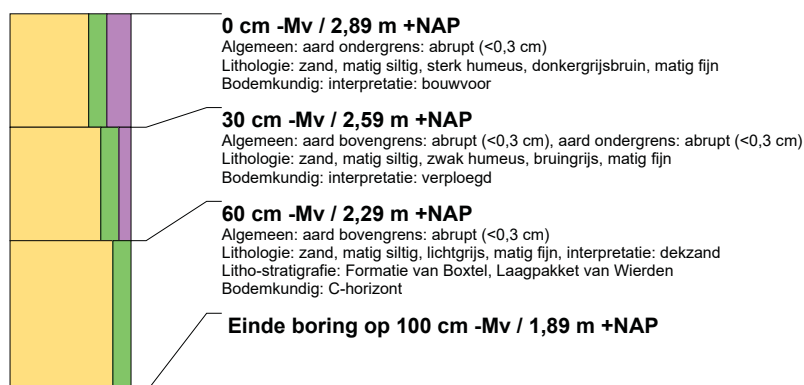 0 cm -Mv / 2,89 m +NAP
Algemeen: aard ondergrens: abrupt (<0,3 cm)
Lithologie: zand, matig siltig, sterk humeus, donkergrijsbruin, matig fijn
Bodemkundig: interpretatie: bouwvoor
30 cm -Mv / 2,59 m +NAP
Algemeen: aard bovengrens: abrupt (<0,3 cm), aard ondergrens: abrupt (<0,3 cm)
Lithologie: zand, matig siltig, zwak humeus, bruingrijs, matig fijn
Bodemkundig: interpretatie: verploegd
60 cm -Mv / 2,29 m +NAP
Algemeen: aard bovengrens: abrupt (<0,3 cm)
Lithologie: zand, matig siltig, lichtgrijs, matig fijn, interpretatie: dekzand
Litho-stratigrafie: Formatie van Boxtel, Laagpakket van Wierden
Bodemkundig: C-horizont
Einde boring op 100 cm -Mv / 1,89 m +NAP